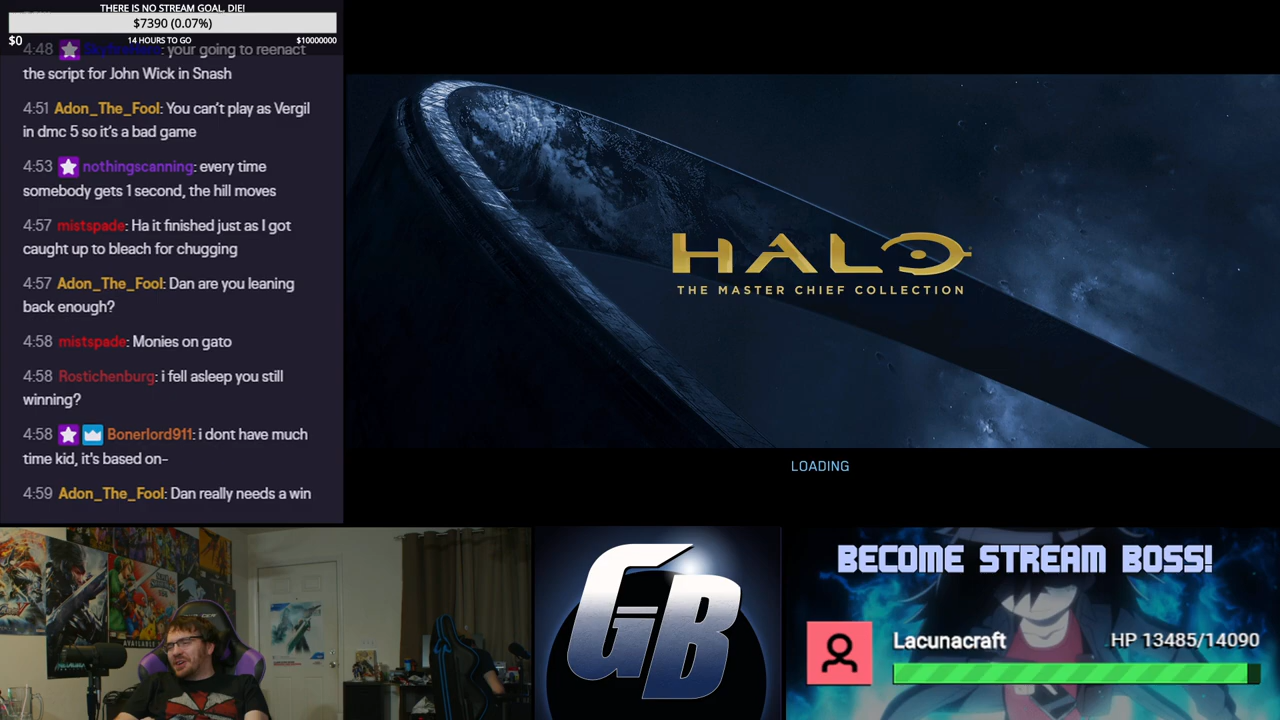 THERE IS NO STREAM GOAL, DIE!
$7390 (0.07%)
$0 14 HOURS TO GO $10000000
4:48 your going to reenact
the script for John Wick in Snash
4:51 Adon_The_Fool: You can't play as Vergil
in dmc 5 so it's a bad game
4:53 nothingscanning: every time
somebody gets 1 second, the hill moves
4:57 mistspade: Ha it finished just as I got
caught up to bleach for chugging
4:57 Adon_The_Fool: Dan are you leaning
back enough?
4:58 mistspade: Monies on gato
4:58 Rostichenburg: i fell asleep you still
winning?
4:58 Bonerlord911: i dont have much
time kid, it's based on-
4:59 Adon_The_Fool: Dan really needs a win
HALO
THE MASTER CHIEF COLLECTION
LOADING
GB
BECOME STREAM BOSS!
Lacunacraft HP 13485/14090